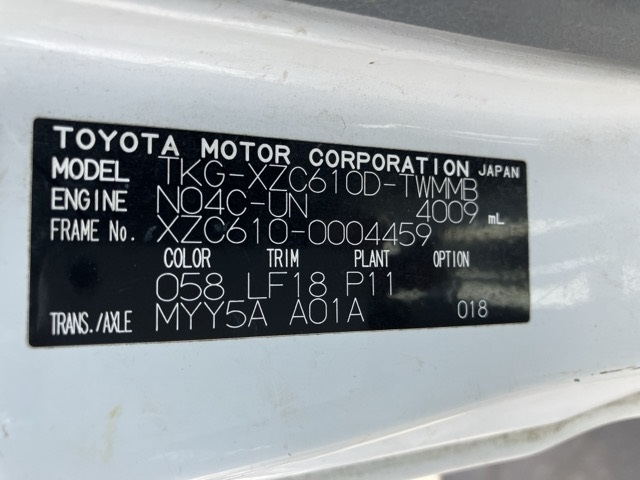 TOYOTA MOTOR CORPORATION JAPAN
MODEL TKG-XZC610D-TWMMB
ENGINE N04C-UN 4009 mL
FRAME No. XZC610-0004459
COLOR TRIM PLANT OPTION
058 LF18 P11
TRANS./AXLE MYY5A A01A 018